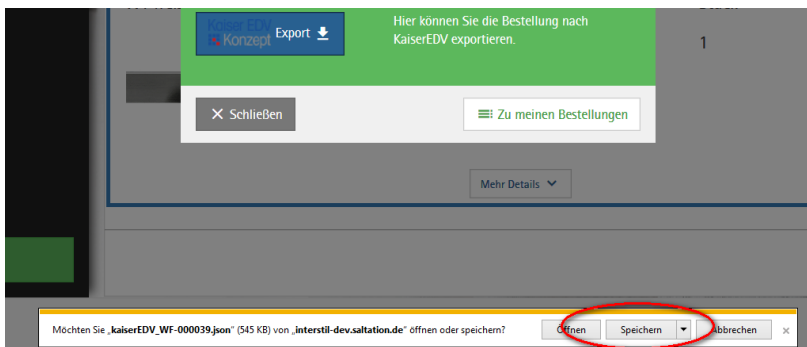 Kaiser EDV
Konzept
Export
Hier können Sie die Bestellung nach
KaiserEDV exportieren.
1
Schließen
Zu meinen Bestellungen
Mehr Details
Möchten Sie „kaiserEDV_WF-000039.json“ (545 KB) von „interstil-dev.saltation.de“ öffnen oder speichern?
Öffnen
Speichern
Abbrechen